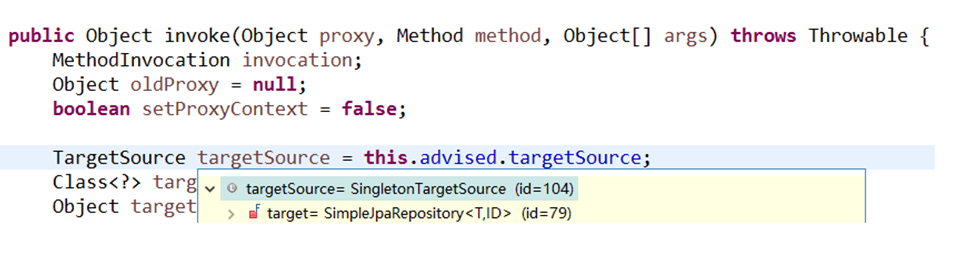 public Object invoke(Object proxy, Method method, Object[] args) throws Throwable {
MethodInvocation invocation;
Object oldProxy = null;
boolean setProxyContext = false;
TargetSource targetSource = this.advised.targetSource;
Class<?> targ
targetSource= SingletonTargetSource (id=104)
Object target
target= SimpleJpaRepository<T,ID> (id=79)